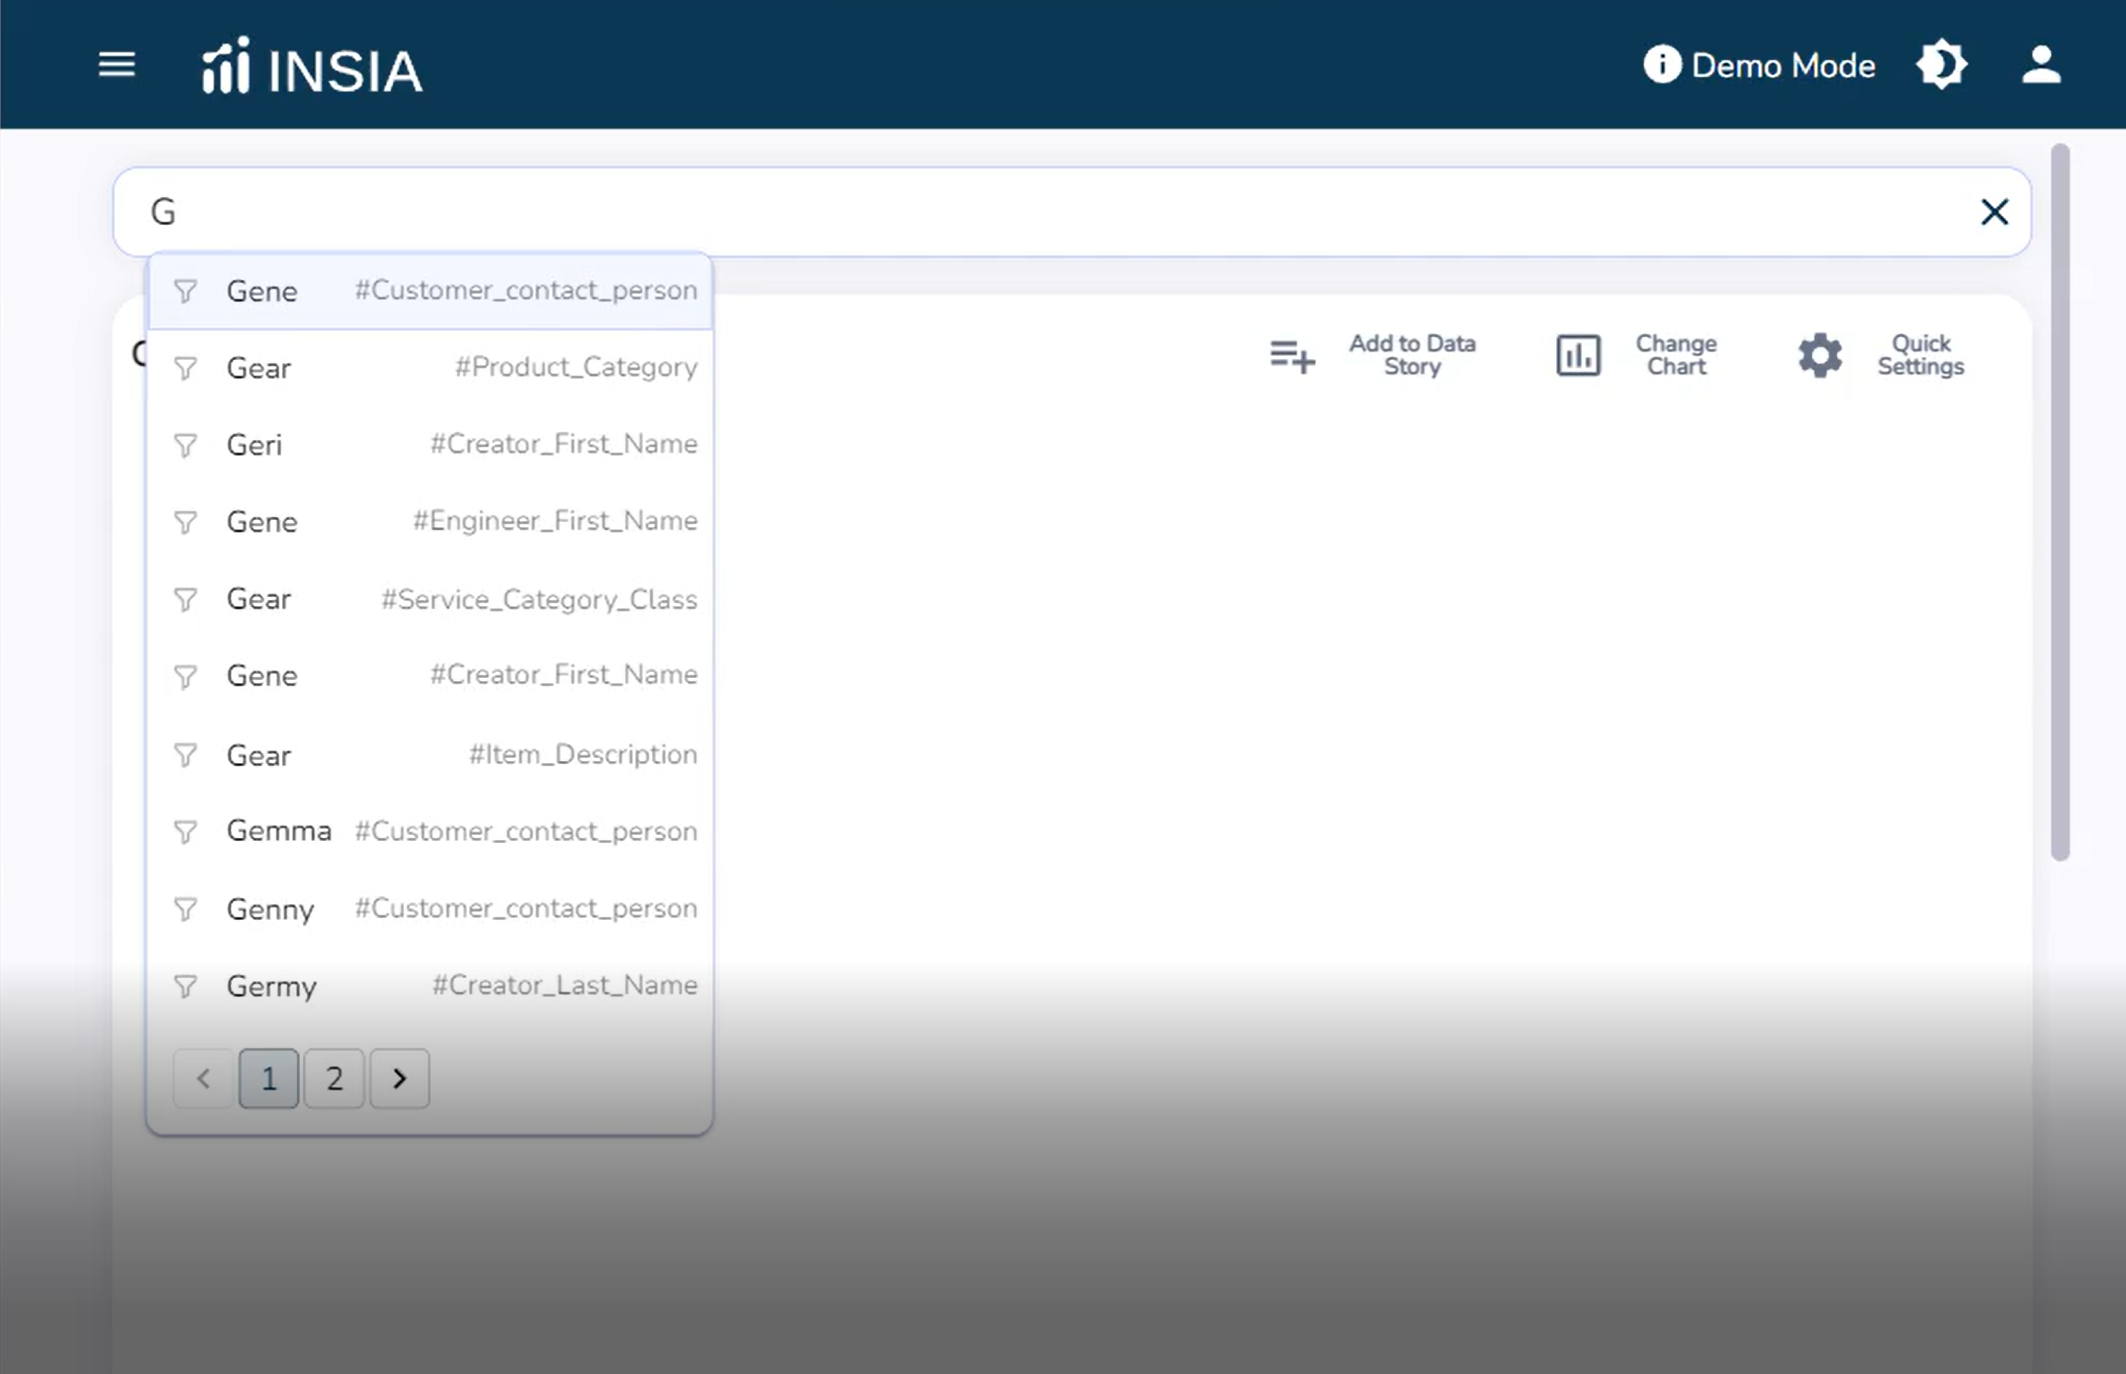 INSIA
Demo Mode
G
Gene #Customer_contact_person
Gear #Product_Category
Geri #Creator_First_Name
Gene #Engineer_First_Name
Gear #Service_Category_Class
Gene #Creator_First_Name
Gear #Item_Description
Gemma #Customer_contact_person
Genny #Customer_contact_person
Germy #Creator_Last_Name
1 2
Add to Data
Story
Change
Chart
Quick
Settings